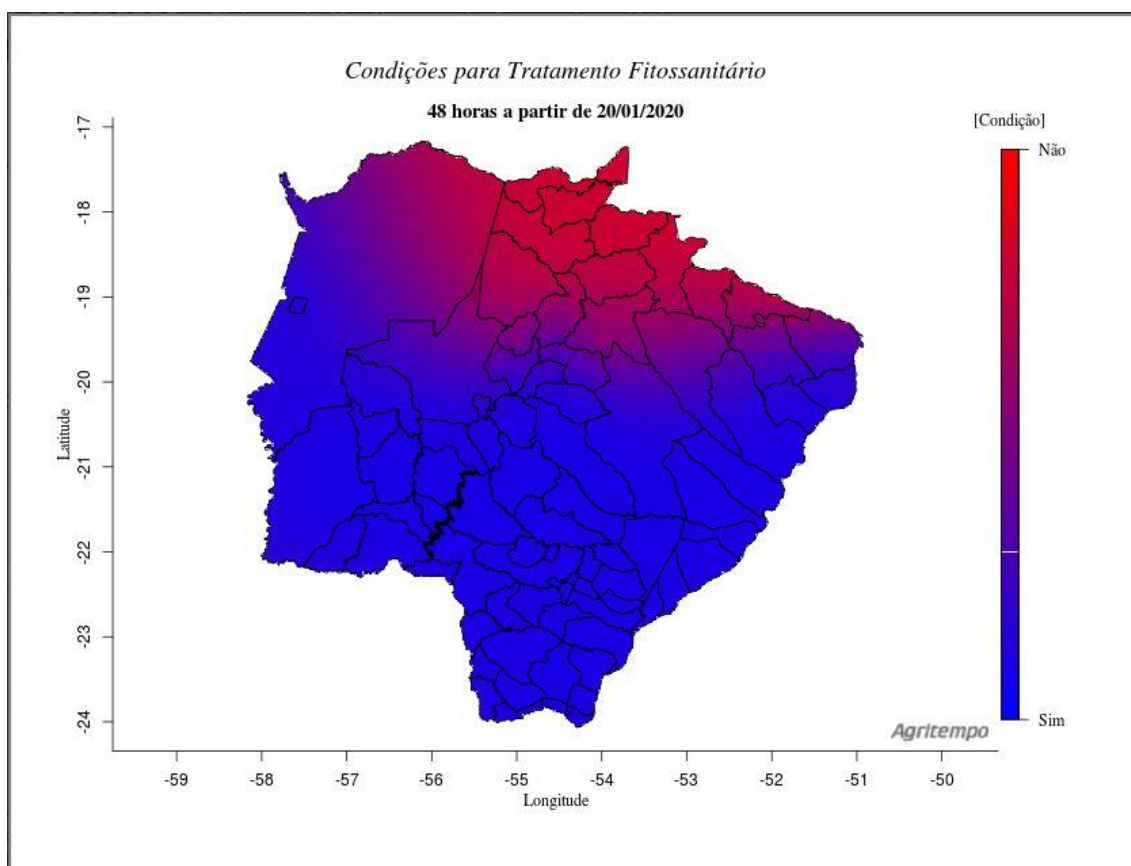 Condições para Tratamento Fitossanitário
48 horas a partir de 20/01/2020
[Condição]
Não
Sim
-17
-18
-19
-20
-21
-22
-23
-24
Latitude
Agritempo
-59 -58 -57 -56 -55 -54 -53 -52 -51 -50
Longitude